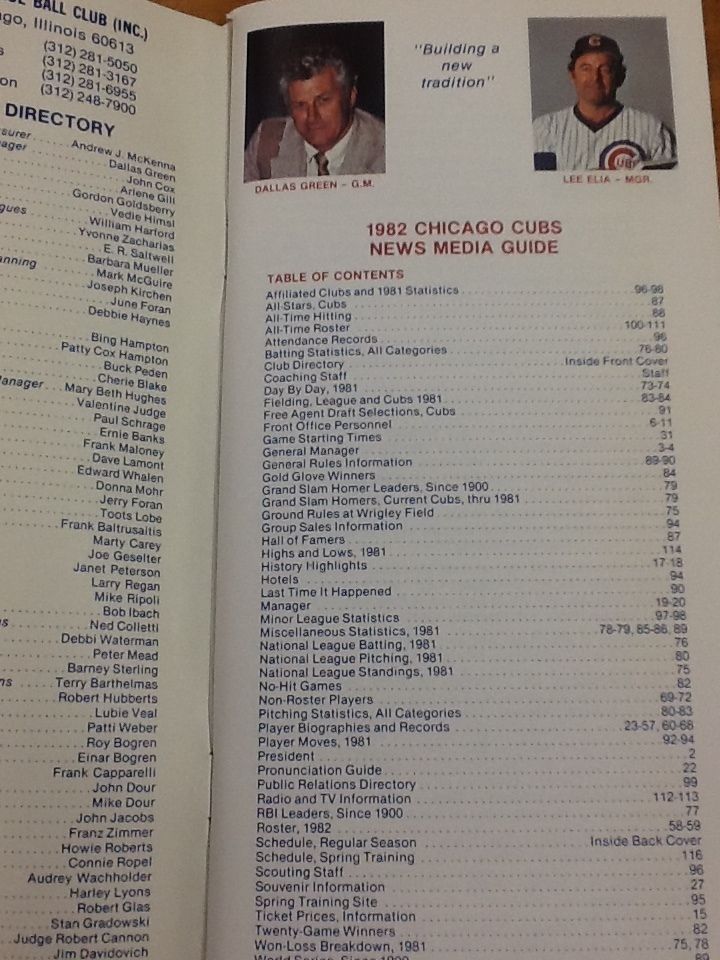 BALL CLUB (INC.)
go, Illinois 60613
(312) 281-5050
(312) 281-3167
(312) 281-6955
on (312) 248-7900
DIRECTORY
surer Andrew J. McKenna
ager Dallas Green
John Cox
Arlene Gill
Gordon Goldsberry
Vedie Himsl
gues William Harford
Yvonne Zacharias
E. R. Saltwell
Barbara Mueller
anning Mark McGuire
Joseph Kirchen
June Foran
Debbie Haynes
Bing Hampton
Patty Cox Hampton
Buck Peden
Cherie Blake
Manager Mary Beth Hughes
Valentine Judge
Paul Schrage
Ernie Banks
Frank Maloney
Dave Lamont
Edward Whalen
Donna Mohr
Jerry Foran
Toots Lobe
Frank Baltrusaitis
Marty Carey
Joe Geselter
Janet Peterson
Larry Regan
Mike Ripoli
Bob Ibach
Ned Colletti
Debbi Waterman
Peter Mead
Barney Sterling
ns Terry Barthelmas
Robert Hubberts
Lubie Veal
Patti Weber
Roy Bogren
Einar Bogren
Frank Capparelli
John Dour
Mike Dour
John Jacobs
Franz Zimmer
Howie Roberts
Connie Ropel
Audrey Wachholder
Harley Lyons
Robert Glas
Stan Gradowski
Judge Robert Cannon
Jim Davidovich
"Building a
new
tradition"
CUBS
DALLAS GREEN – G.M.
LEE ELIA – MGR.
1982 CHICAGO CUBS
NEWS MEDIA GUIDE
TABLE OF CONTENTS
Affiliated Clubs and 1981 Statistics 96-98
All-Stars, Cubs 87
All-Time Hitting 88
All-Time Roster 100-111
Attendance Records 96
Batting Statistics, All Categories 76-80
Club Directory Inside Front Cover
Coaching Staff Staff
Day By Day, 1981 73-74
Fielding, League and Cubs 1981 83-84
Free Agent Draft Selections, Cubs 91
Front Office Personnel 6-11
Game Starting Times 31
General Manager 3-4
General Rules Information 89-90
Gold Glove Winners 84
Grand Slam Homer Leaders, Since 1900 79
Grand Slam Homers, Current Cubs, thru 1981 79
Ground Rules at Wrigley Field 75
Group Sales Information 94
Hall of Famers 87
Highs and Lows, 1981 114
History Highlights 17-18
Hotels 94
Last Time It Happened 90
Manager 19-20
Minor League Statistics 97-98
Miscellaneous Statistics, 1981 78-79, 85-86, 89
National League Batting, 1981 76
National League Pitching, 1981 80
National League Standings, 1981 75
No-Hit Games 82
Non-Roster Players 69-72
Pitching Statistics, All Categories 80-83
Player Biographies and Records 23-57, 60-68
Player Moves, 1981 92-94
President 2
Pronunciation Guide 22
Public Relations Directory 99
Radio and TV Information 112-113
RBI Leaders, Since 1900 77
Roster, 1982 58-59
Schedule, Regular Season Inside Back Cover
Schedule, Spring Training 116
Scouting Staff 96
Souvenir Information 27
Spring Training Site 95
Ticket Prices, Information 15
Twenty-Game Winners 82
Won-Loss Breakdown, 1981 75, 78
World Series, Since 1900 89